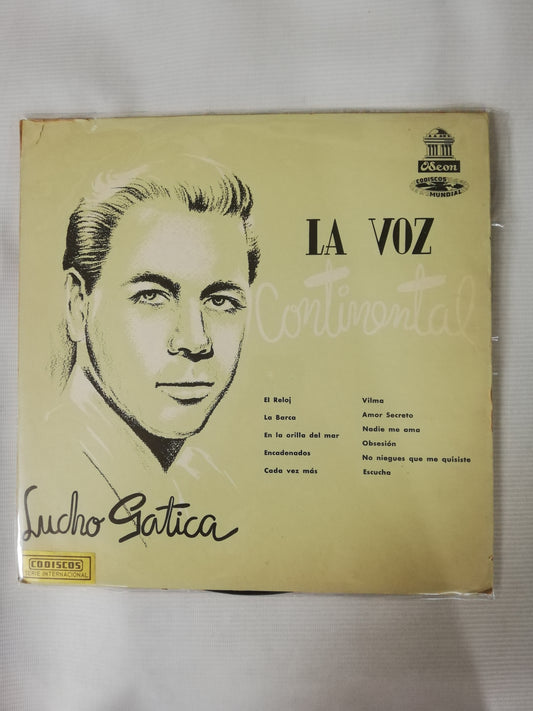 Odeon
CODISCOS
MUNDIAL
LA VOZ
Continental
El Reloj
La Barca
En la orilla del mar
Encadenados
Cada vez más
Vilma
Amor Secreto
Nadie me ama
Obsesión
No niegues que me quisiste
Escucha
Lucho Gatica
CODISCOS
SERIE INTERNACIONAL